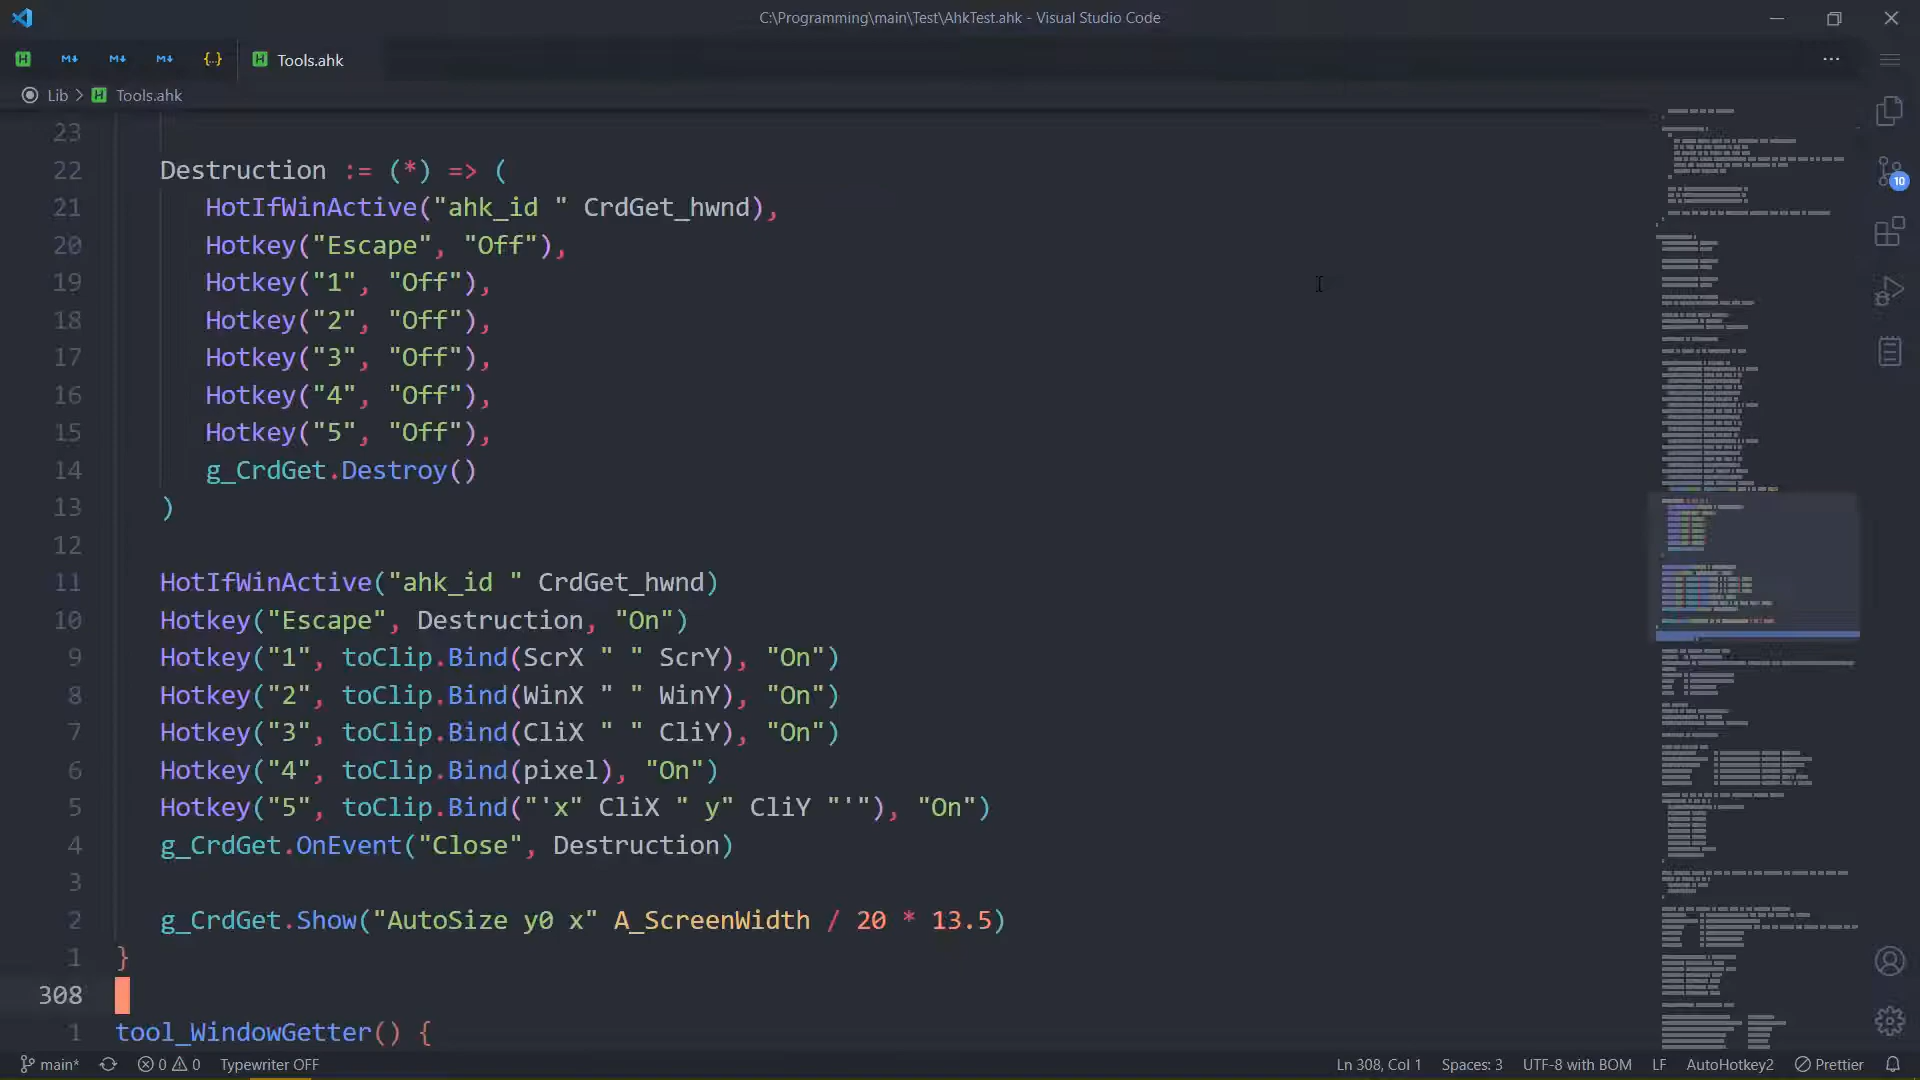 C:\Programming\main\Test\AhkTest.ahk - Visual Studio Code
Tools.ahk
Lib > Tools.ahk
23
22 Destruction := (*) => (
21 HotIfWinActive("ahk_id " CrdGet_hwnd),
20 Hotkey("Escape", "Off"),
19 Hotkey("1", "Off"),
18 Hotkey("2", "Off"),
17 Hotkey("3", "Off"),
16 Hotkey("4", "Off"),
15 Hotkey("5", "Off"),
14 g_CrdGet.Destroy()
13 )
12
11 HotIfWinActive("ahk_id " CrdGet_hwnd)
10 Hotkey("Escape", Destruction, "On")
9 Hotkey("1", toClip.Bind(ScrX " " ScrY), "On")
8 Hotkey("2", toClip.Bind(WinX " " WinY), "On")
7 Hotkey("3", toClip.Bind(CliX " " CliY), "On")
6 Hotkey("4", toClip.Bind(pixel), "On")
5 Hotkey("5", toClip.Bind("'x" CliX " y" CliY "'"), "On")
4 g_CrdGet.OnEvent("Close", Destruction)
3
2 g_CrdGet.Show("AutoSize y0 x" A_ScreenWidth / 20 * 13.5)
1 }
308
1 tool_WindowGetter() {
10
main* 0 0 Typewriter OFF Ln 308, Col 1 Spaces: 3 UTF-8 with BOM LF AutoHotkey2 Prettier